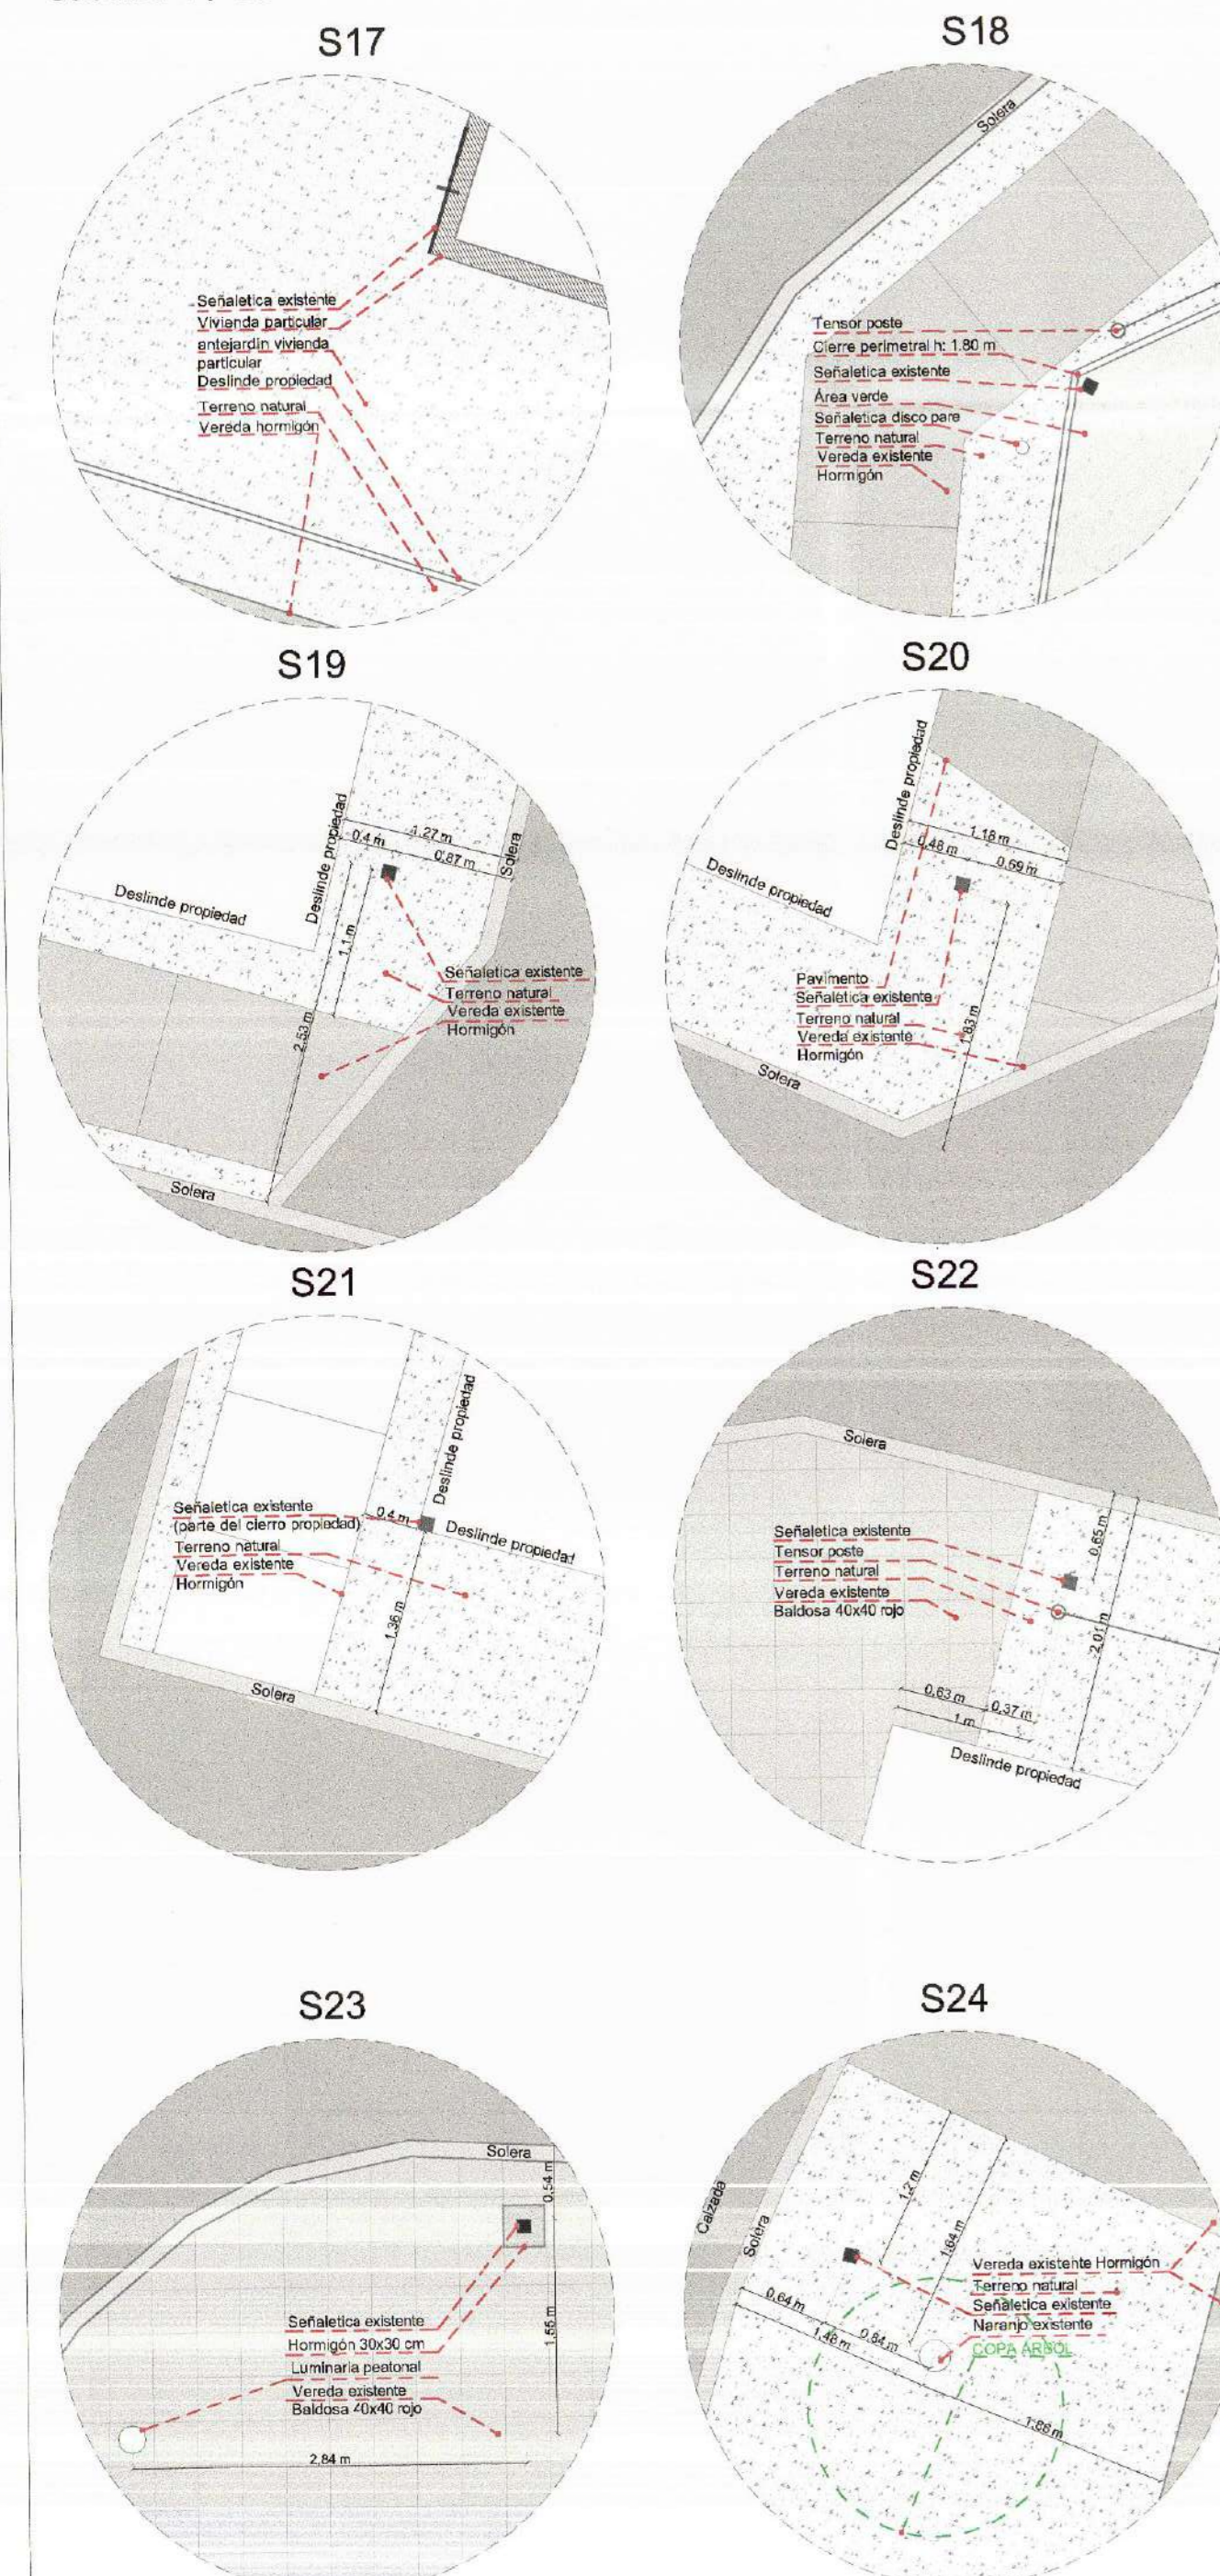 S17
Señaletica existente
Vivienda particular
antejardin vivienda
particular
Deslinde propiedad
Terreno natural
Vereda hormigón
S18
Solera
Tensor poste
Cierre perimetral h: 1.80 m
Señaletica existente
Área verde
Señaletica disco pare
Terreno natural
Vereda existente
Hormigón
S19
Deslinde propiedad
Deslinde propiedad
1.27 m
0.4 m
0.87 m
Solera
1.1 m
2.53 m
Señaletica existente
Terreno natural
Vereda existente
Hormigón
Solera
S20
Deslinde propiedad
Deslinde propiedad
1.18 m
0.48 m
0.69 m
Pavimento
Señaletica existente
Terreno natural
Vereda existente
Hormigón
1.83 m
Solera
S21
Deslinde propiedad
Señaletica existente
(parte del cierro propiedad)
0.4 m
Deslinde propiedad
Terreno natural
Vereda existente
Hormigón
1.36 m
Solera
S22
Solera
Señaletica existente
Tensor poste
Terreno natural
Vereda existente
Baldosa 40x40 rojo
0.65 m
2.01 m
0.63 m
0.37 m
1 m
Deslinde propiedad
S23
Solera
0.54 m
Señaletica existente
Hormigón 30x30 cm
Luminaria peatonal
Vereda existente
Baldosa 40x40 rojo
1.55 m
2,84 m
S24
Calzada
Solera
1.2 m
1.64 m
Vereda existente Hormigón
Terreno natural
Señaletica existente
Naranjo existente
COPA ARBOL
0.64 m
0.84 m
1.48 m
1.86 m